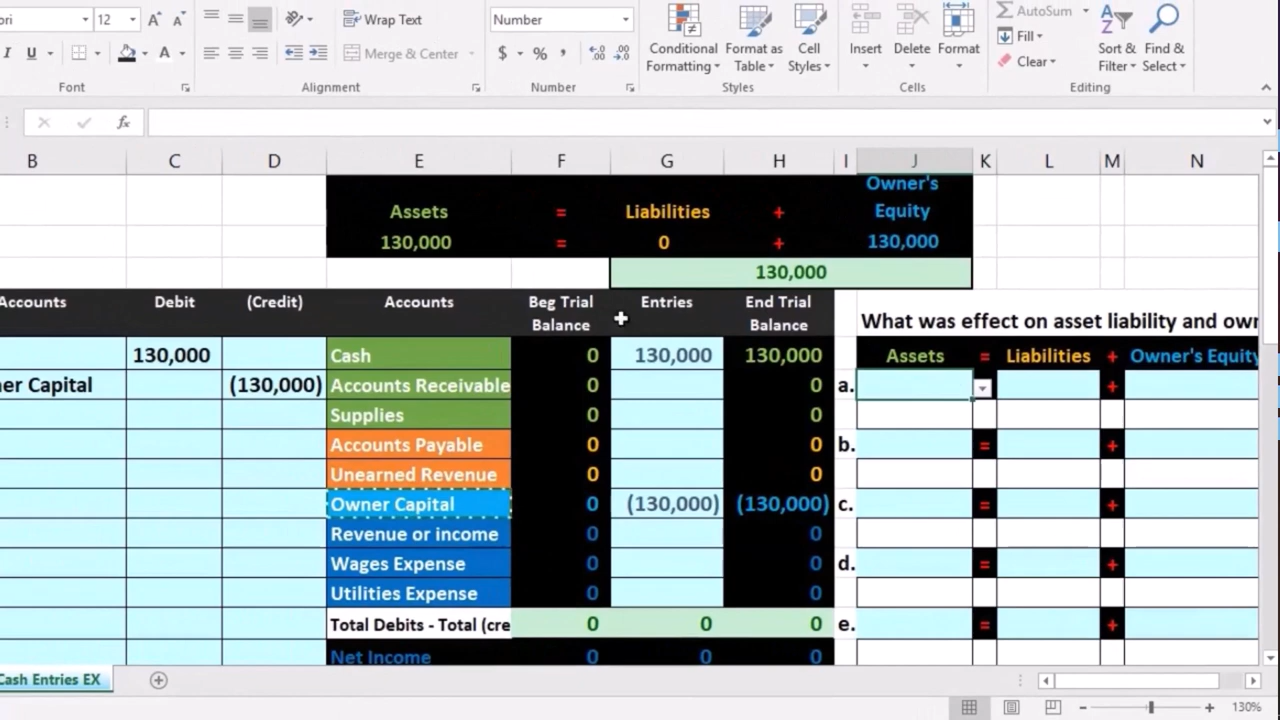 ori 12 Wrap Text Number
I U Merge & Center $ % ,
Conditional Formatting Format as Table Cell Styles Insert Delete Format AutoSum Fill Clear Sort & Filter Find & Select
Font Alignment Number Styles Cells Editing
fx
B C D E F G H I J K L M N
Owner's
Assets = Liabilities + Equity
130,000 = 0 + 130,000
130,000
Accounts Debit (Credit) Accounts Beg Trial Balance Entries End Trial Balance
What was effect on asset liability and own
130,000 Cash 0 130,000 130,000 Assets = Liabilities + Owner's Equity
er Capital (130,000) Accounts Receivable 0 0 a. +
Supplies 0 0
Accounts Payable 0 0 b. = +
Unearned Revenue 0 0
Owner Capital 0 (130,000) (130,000) c. = +
Revenue or income 0 0
Wages Expense 0 0 d. = +
Utilities Expense 0 0
Total Debits - Total (cre 0 0 0 e. = +
Net Income 0 0 0
Cash Entries EX
130%